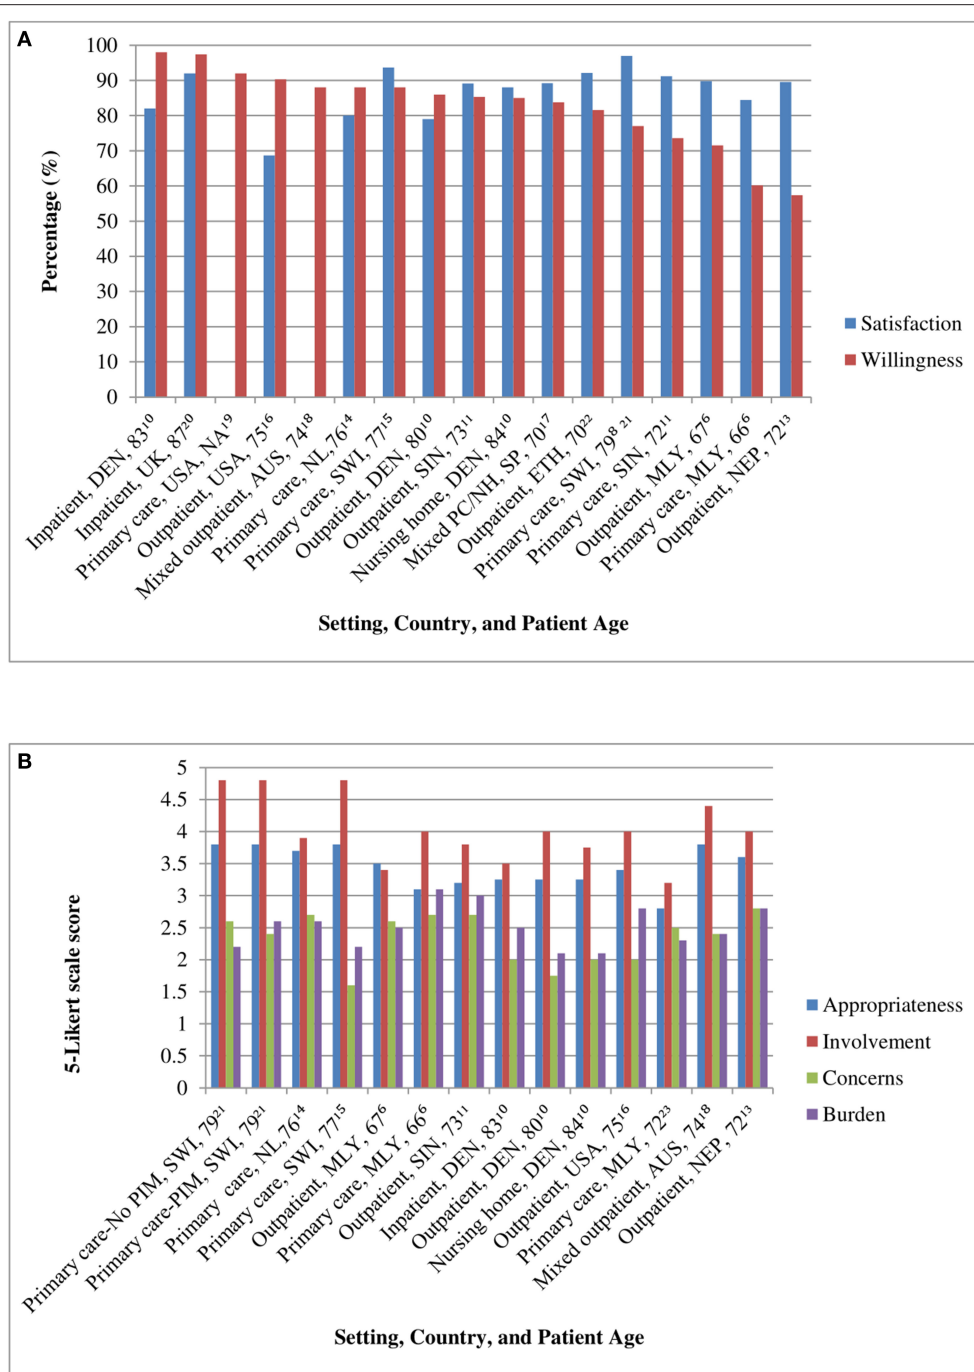 A
100
90
80
70
60
50
40
30
20
10
0
Percentage (%)
Inpatient, DEN, 83¹⁰
Inpatient, UK, 87²⁰
Primary care, USA, NA¹⁹
Outpatient, USA, 75¹⁶
Mixed outpatient, AUS, 74¹⁸
Primary care, NL,76¹⁴
Primary care, SWI, 77¹⁵
Outpatient, DEN, 80¹⁰
Outpatient, SIN, 73¹¹
Nursing home, DEN, 84¹⁰
Mixed PC/NH, SP, 70¹⁷
Outpatient, ETH, 70²²
Primary care, SWI, 79⁸ ²¹
Primary care, SIN, 72¹¹
Outpatient, MLY, 67⁶
Primary care, MLY, 66⁶
Outpatient, NEP, 72¹³
Satisfaction
Willingness
Setting, Country, and Patient Age
B
5
4.5
4
3.5
3
2.5
2
1.5
1
0.5
0
5-Likert scale score
Primary care-No PIM, SWI, 79²¹
Primary care-PIM, SWI, 79²¹
Primary care, NL,76¹⁴
Primary care, SWI, 77¹⁵
Outpatient, MLY, 67⁶
Primary care, MLY, 66⁶
Outpatient, SIN, 73¹¹
Inpatient, DEN, 83¹⁰
Outpatient, DEN, 80¹⁰
Nursing home, DEN, 84¹⁰
Outpatient, USA, 75¹⁶
Primary care, MLY, 72²³
Mixed outpatient, AUS, 74¹⁸
Outpatient, NEP, 72¹³
Appropriateness
Involvement
Concerns
Burden
Setting, Country, and Patient Age